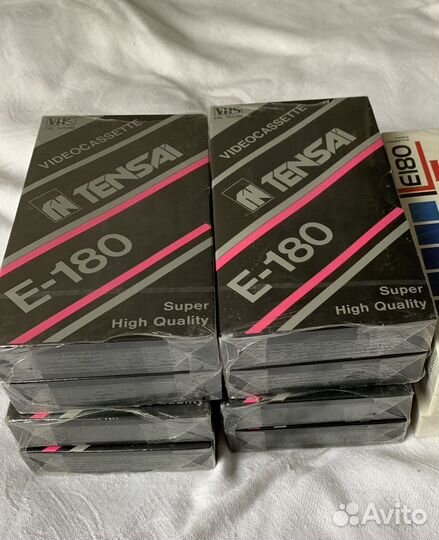 VHS
VIDEOCASSETTE
TENSAI
E-180
Super
High Quality
VHS
VIDEOCASSETTE
TENSAI
E-180
Super
High Quality
E180
Avito